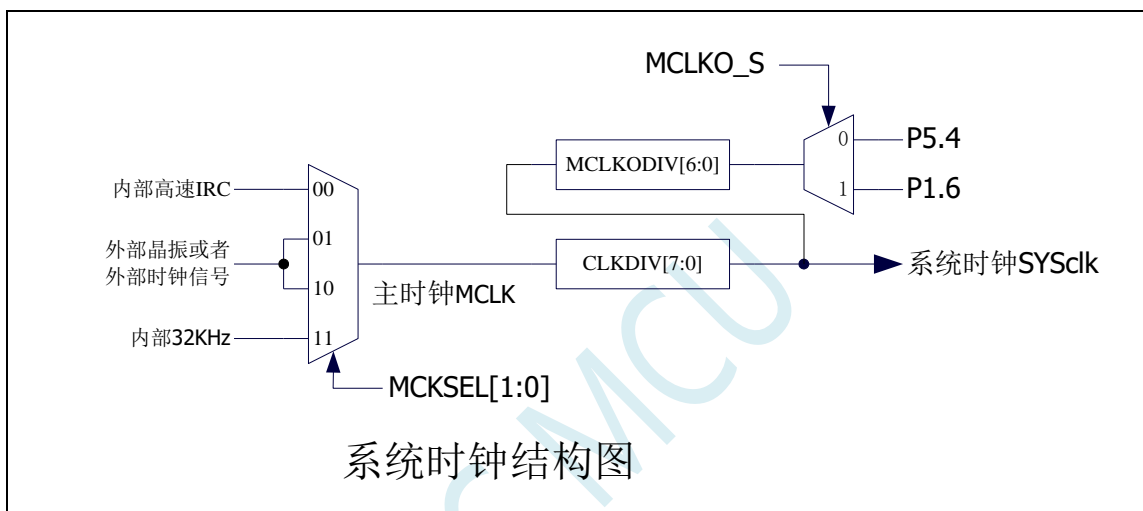 MCLKO_S
MCLKODIV[6:0]
0
P5.4
1
P1.6
内部高速IRC
00
外部晶振或者
外部时钟信号
01
10
内部32KHz
11
主时钟MCLK
CLKDIV[7:0]
系统时钟SYSclk
MCKSEL[1:0]
系统时钟结构图
MCU